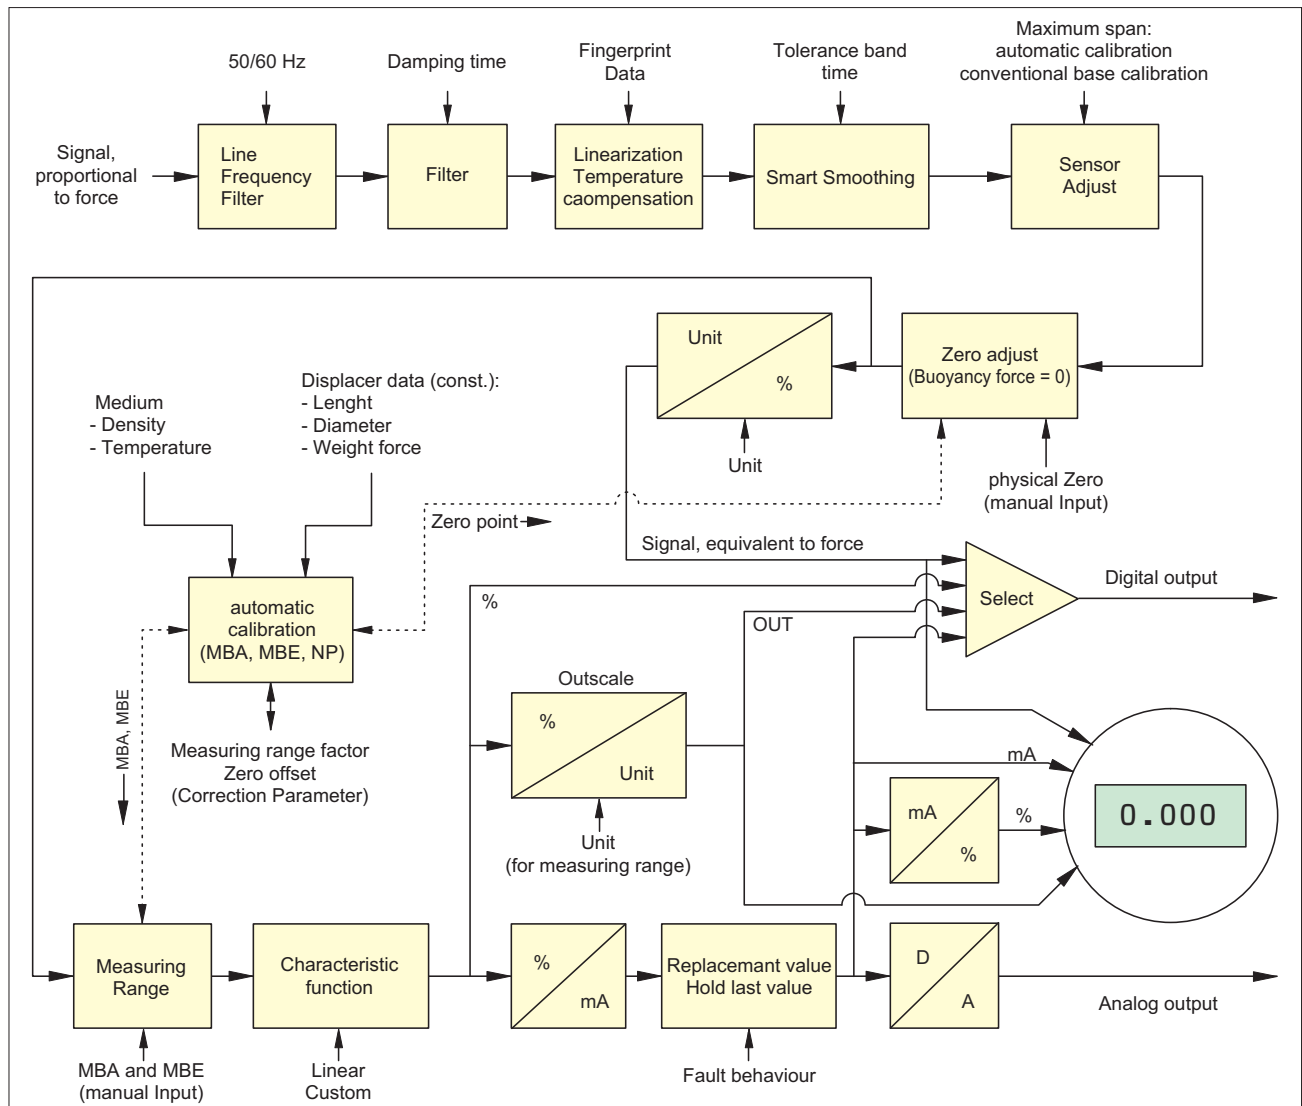 50/60 Hz
Damping time
Fingerprint
Data
Tolerance band
time
Maximum span:
automatic calibration
conventional base calibration
Signal,
proportional
to force
Line
Frequency
Filter
Filter
Linearization
Temperature
caompensation
Smart Smoothing
Sensor
Adjust
Unit
%
Unit
Zero adjust
(Buoyancy force = 0)
physical Zero
(manual Input)
Medium
- Density
- Temperature
Displacer data (const.):
- Lenght
- Diameter
- Weight force
Zero point
Signal, equivalent to force
%
OUT
Select
Digital output
automatic
calibration
(MBA, MBE, NP)
MBA, MBE
Measuring range factor
Zero offset
(Correction Parameter)
Outscale
%
Unit
Unit
(for measuring range)
mA
mA
%
%
0.000
Measuring
Range
MBA and MBE
(manual Input)
Characteristic
function
Linear
Custom
%
mA
Replacemant value
Hold last value
Fault behaviour
D
A
Analog output